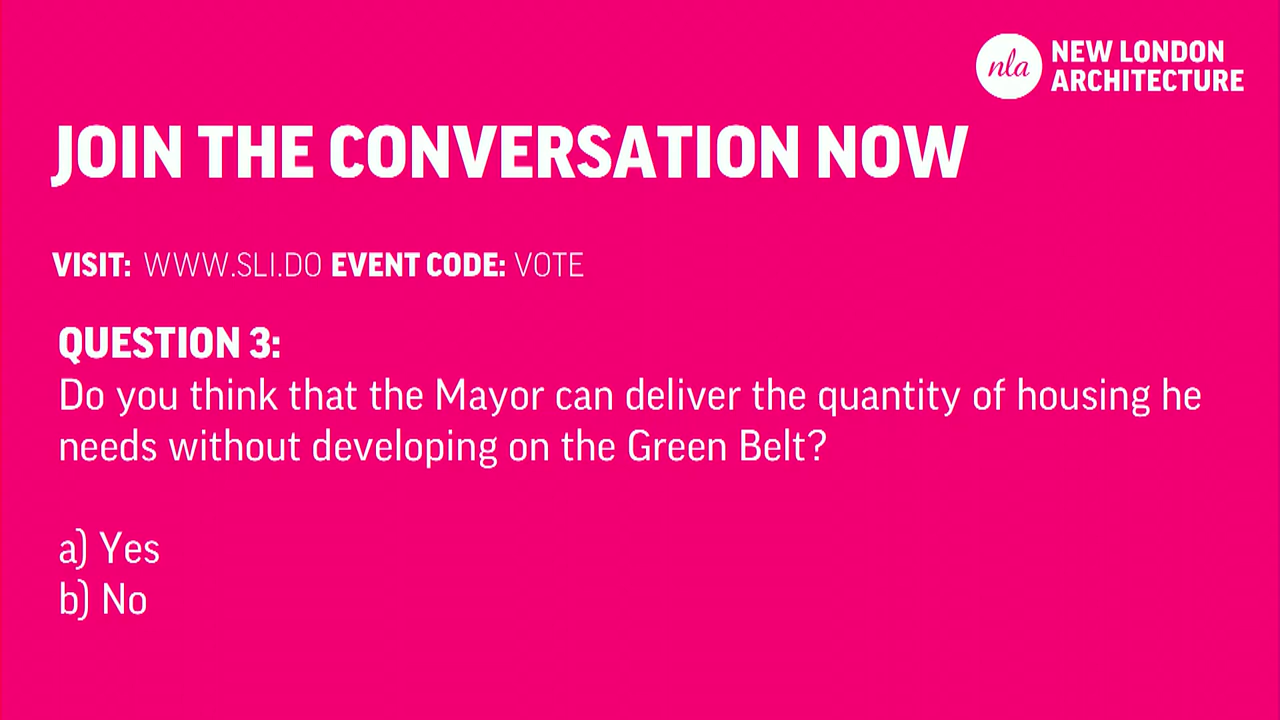 nla NEW LONDON
ARCHITECTURE
JOIN THE CONVERSATION NOW
VISIT: WWW.SLI.DO EVENT CODE: VOTE
QUESTION 3:
Do you think that the Mayor can deliver the quantity of housing he
needs without developing on the Green Belt?
a) Yes
b) No